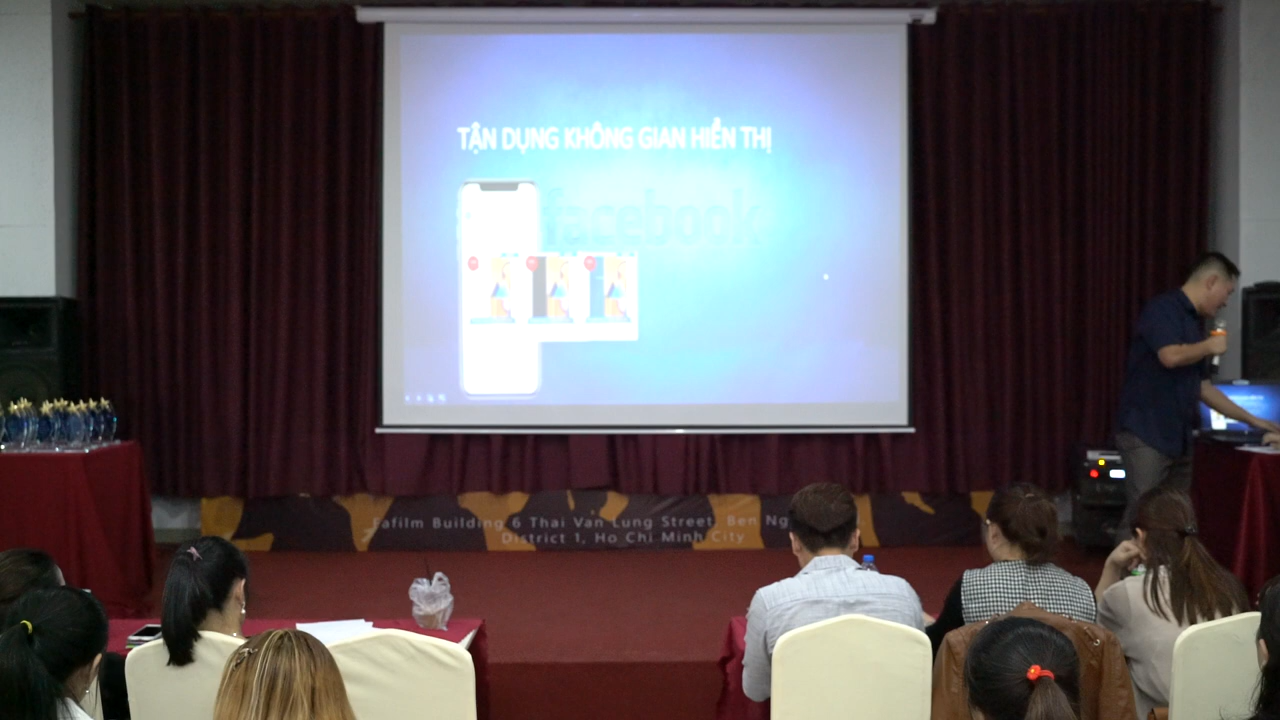 TẬN DỤNG KHÔNG GIAN HIỂN THỊ
facebook
Fafilm Building 6 Thai Van Lung Street, Ben Ng
District 1, Ho Chi Minh City